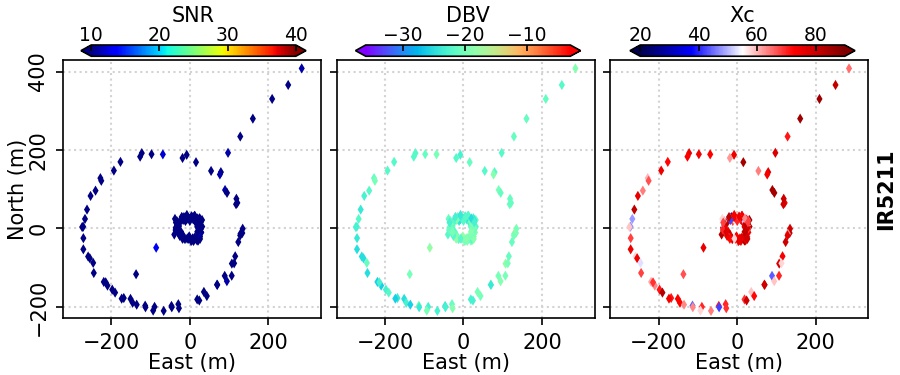 SNR DBV Xc
10 20 30 40 −30 −20 −10 20 40 60 80
400
200
0
−200
North (m)
IR5211
−200 0 200 −200 0 200 −200 0 200
East (m) East (m) East (m)